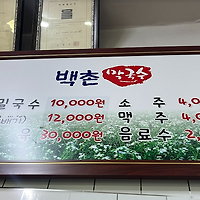 백촌 막국수
밀국수 10,000원 소주 4,0
12,000원 맥주 4,0
30,000원 음료수 2,